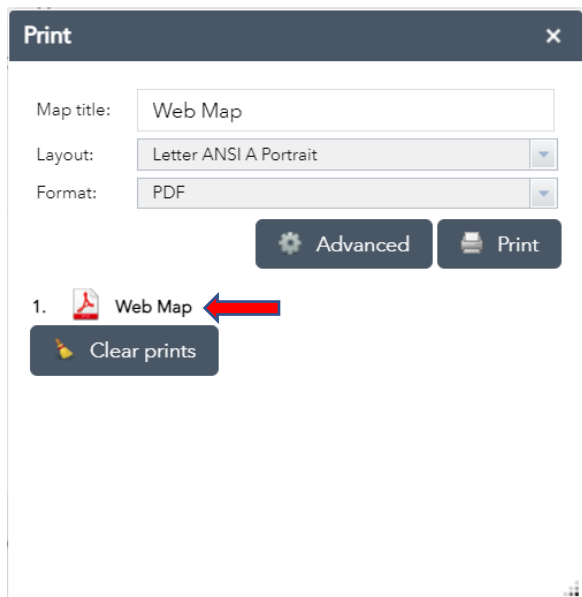 Print ×
Map title: Web Map
Layout: Letter ANSI A Portrait
Format: PDF
Advanced Print
1. Web Map
Clear prints